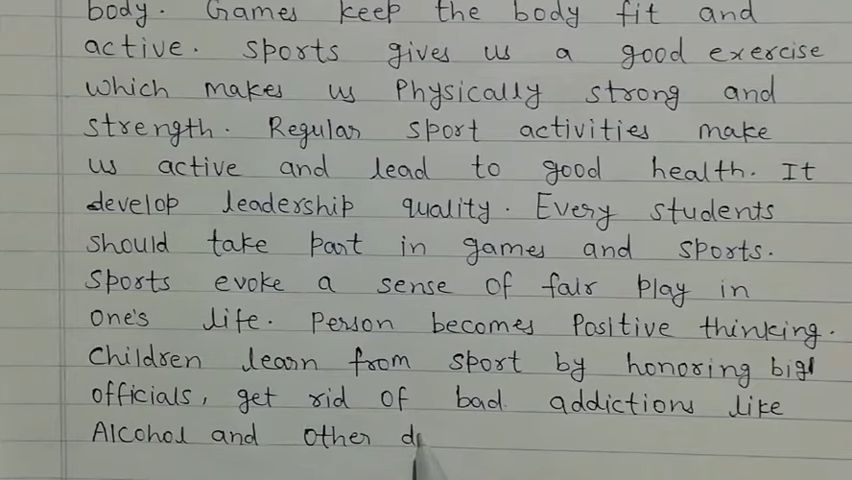 body. Games keep the body fit and
active. Sports gives us a good exercise
which makes us Physically strong and
strength. Regular sport activities make
us active and lead to good health. It
develop leadership quality. Every students
should take part in games and sports.
Sports evoke a sense of fair play in
one's life. Person becomes Positive thinking.
Children learn from sport by honoring big
officials, get rid of bad addictions like
Alcohol and other